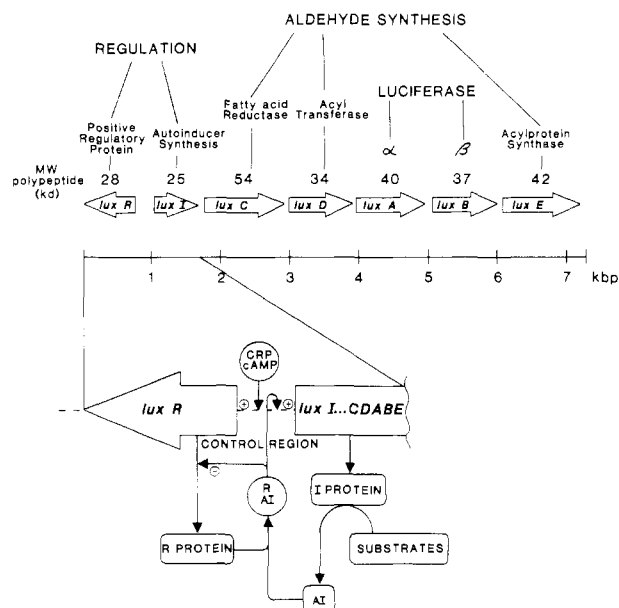 ALDEHYDE SYNTHESIS
REGULATION
LUCIFERASE
Fatty acid
Reductase
Acyl
Transferase
Positive
Regulatory
Protein
Autoinducer
Synthesis
α
β
Acylprotein
Synthase
MW
polypeptide
(kd)
28 25 54 34 40 37 42
lux R lux I lux C lux D lux A lux B lux E
1 2 3 4 5 6 7 kbp
CRP
cAMP
lux R
+
+
lux I...CDABE
CONTROL REGION
−
R
AI
I PROTEIN
R PROTEIN
SUBSTRATES
AI